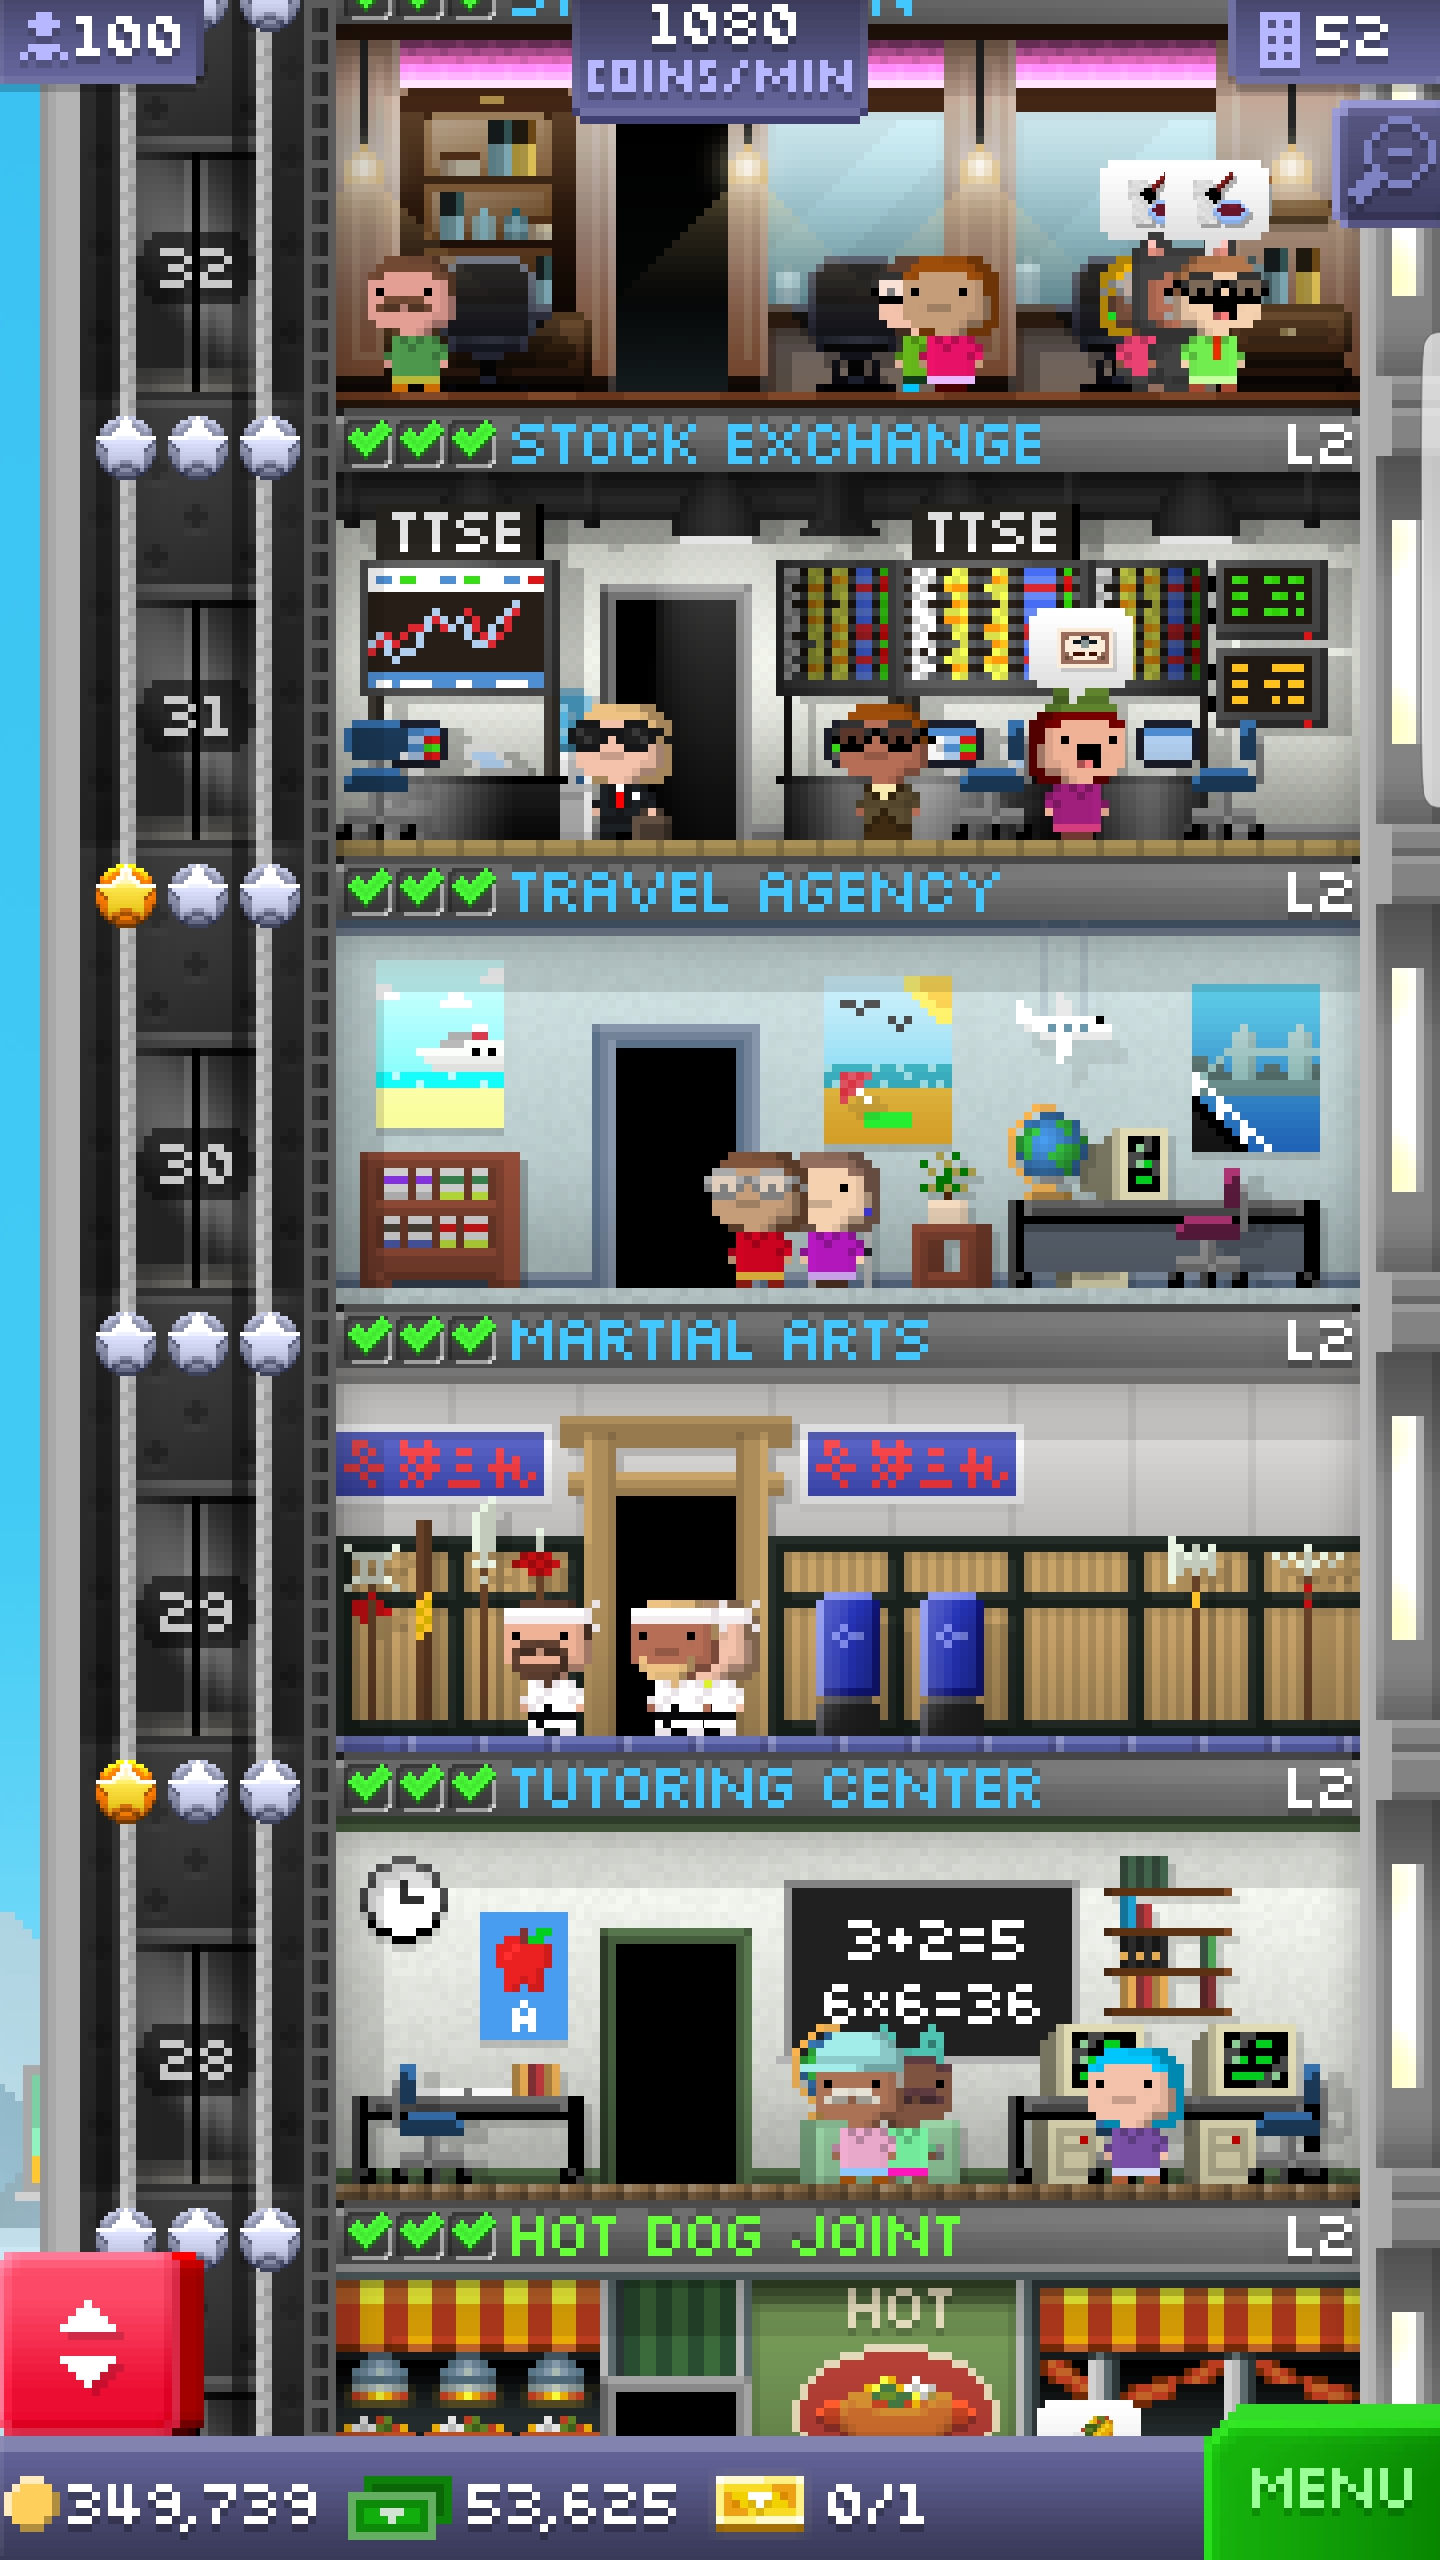 100
1080
COINS/MIN
52
32
STOCK EXCHANGE L2
TTSE TTSE
31
TRAVEL AGENCY L2
30
MARTIAL ARTS L2
29
TUTORING CENTER L2
3+2=5
6x6=36
A
28
HOT DOG JOINT L2
HOT
349,739 53,625 0/1
MENU